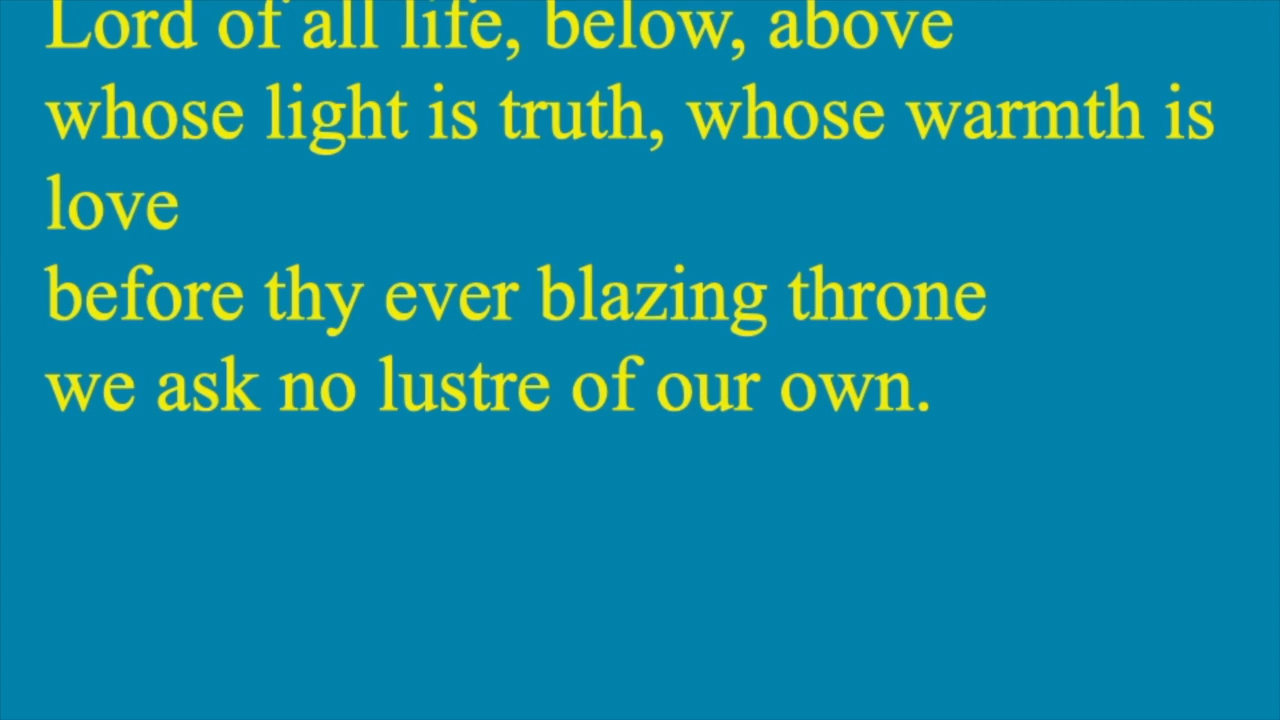 Lord of all life, below, above
whose light is truth, whose warmth is
love
before thy ever blazing throne
we ask no lustre of our own.